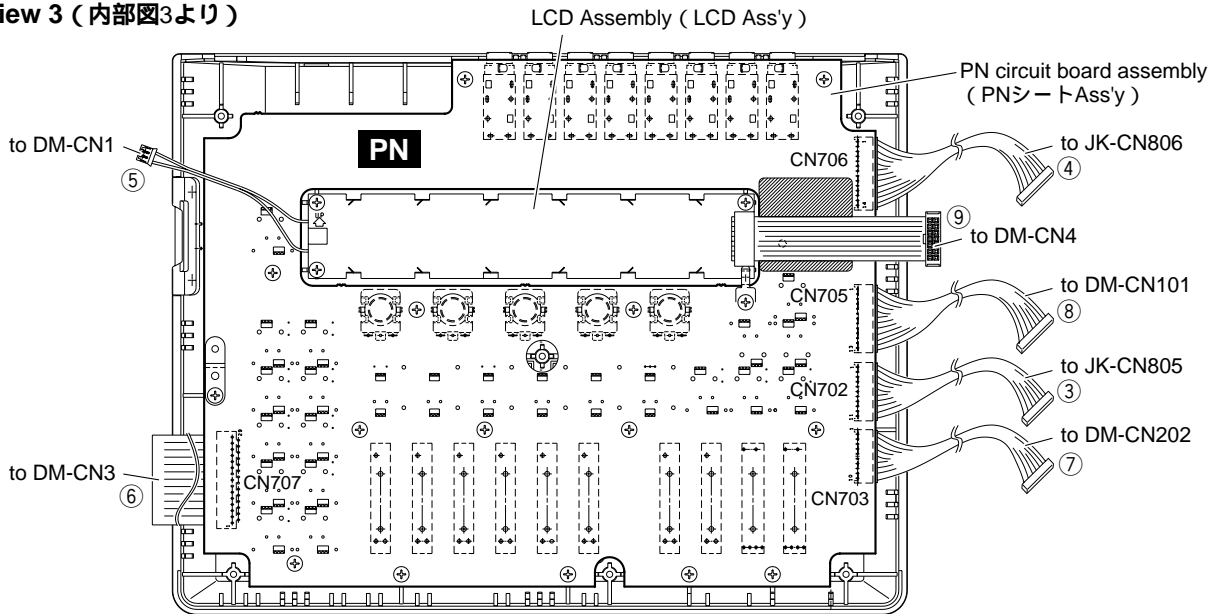 iew 3（内部図3より）
LCD Assembly（LCD Ass'y）
PN circuit board assembly
（PNシートAss'y）
to DM-CN1
⑤
PN
UP
CN706
to JK-CN806
④
⑨
to DM-CN4
CN705
to DM-CN101
⑧
CN702
to JK-CN805
③
CN703
to DM-CN202
⑦
to DM-CN3
⑥
CN707